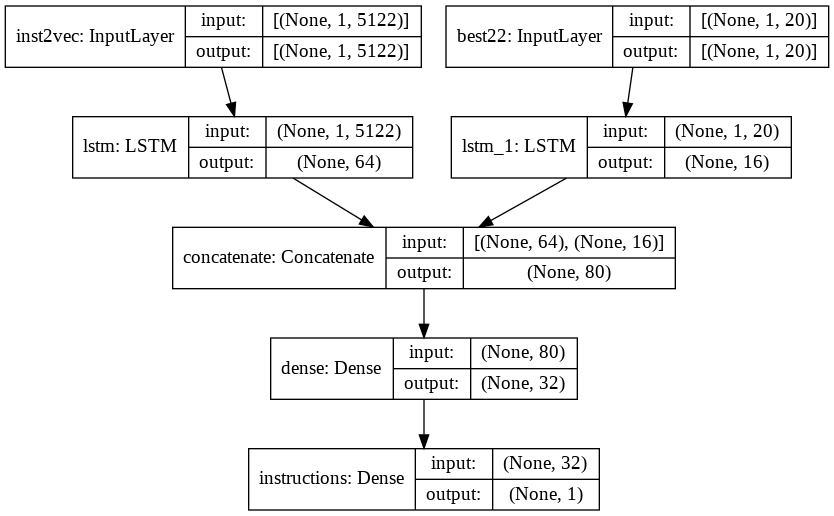 inst2vec: InputLayer
input: [(None, 1, 5122)]
output: [(None, 1, 5122)]
best22: InputLayer
input: [(None, 1, 20)]
output: [(None, 1, 20)]
lstm: LSTM
input: (None, 1, 5122)
output: (None, 64)
lstm_1: LSTM
input: (None, 1, 20)
output: (None, 16)
concatenate: Concatenate
input: [(None, 64), (None, 16)]
output: (None, 80)
dense: Dense
input: (None, 80)
output: (None, 32)
instructions: Dense
input: (None, 32)
output: (None, 1)